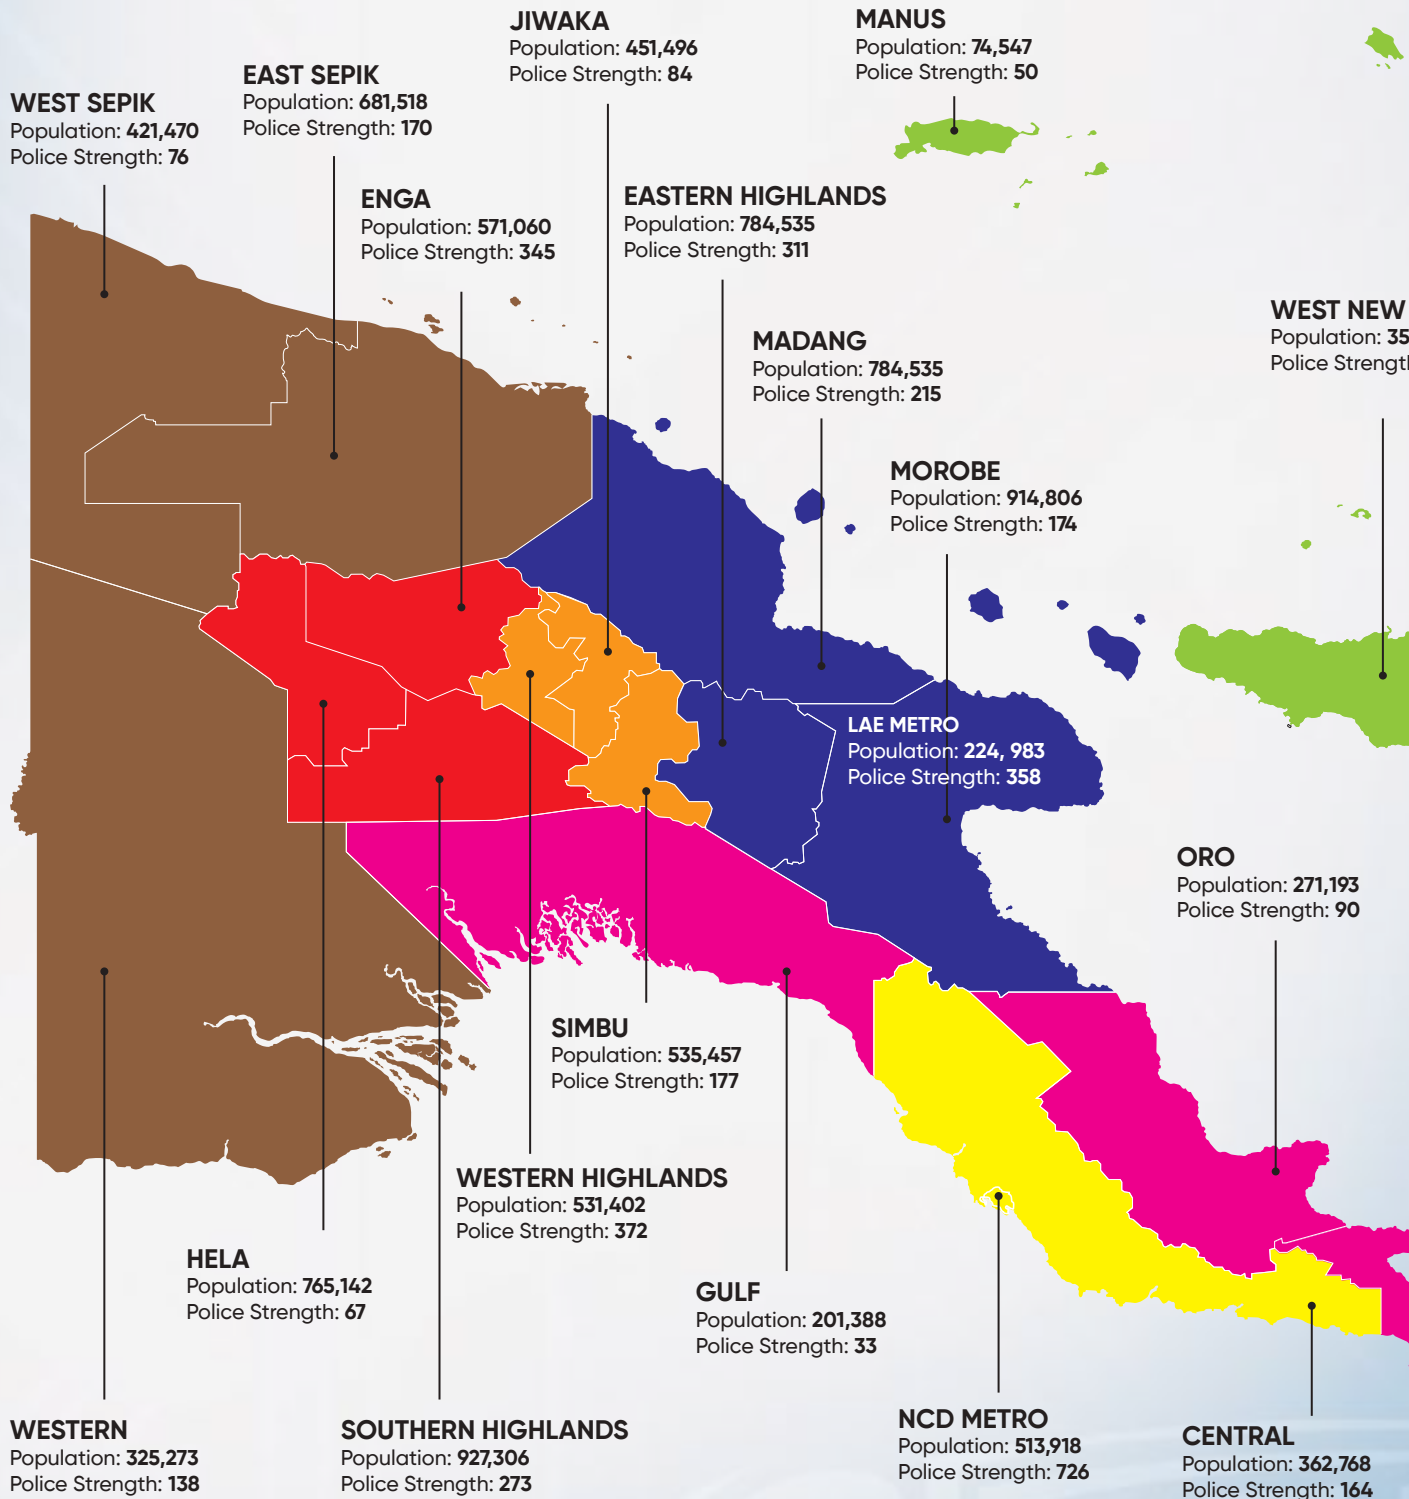 JIWAKA
Population: 451,496
Police Strength: 84
MANUS
Population: 74,547
Police Strength: 50
EAST SEPIK
Population: 681,518
Police Strength: 170
WEST SEPIK
Population: 421,470
Police Strength: 76
ENGA
Population: 571,060
Police Strength: 345
EASTERN HIGHLANDS
Population: 784,535
Police Strength: 311
WEST NEW
Population: 35
Police Strength
MADANG
Population: 784,535
Police Strength: 215
MOROBE
Population: 914,806
Police Strength: 174
LAE METRO
Population: 224, 983
Police Strength: 358
ORO
Population: 271,193
Police Strength: 90
SIMBU
Population: 535,457
Police Strength: 177
WESTERN HIGHLANDS
Population: 531,402
Police Strength: 372
HELA
Population: 765,142
Police Strength: 67
GULF
Population: 201,388
Police Strength: 33
WESTERN
Population: 325,273
Police Strength: 138
SOUTHERN HIGHLANDS
Population: 927,306
Police Strength: 273
NCD METRO
Population: 513,918
Police Strength: 726
CENTRAL
Population: 362,768
Police Strength: 164